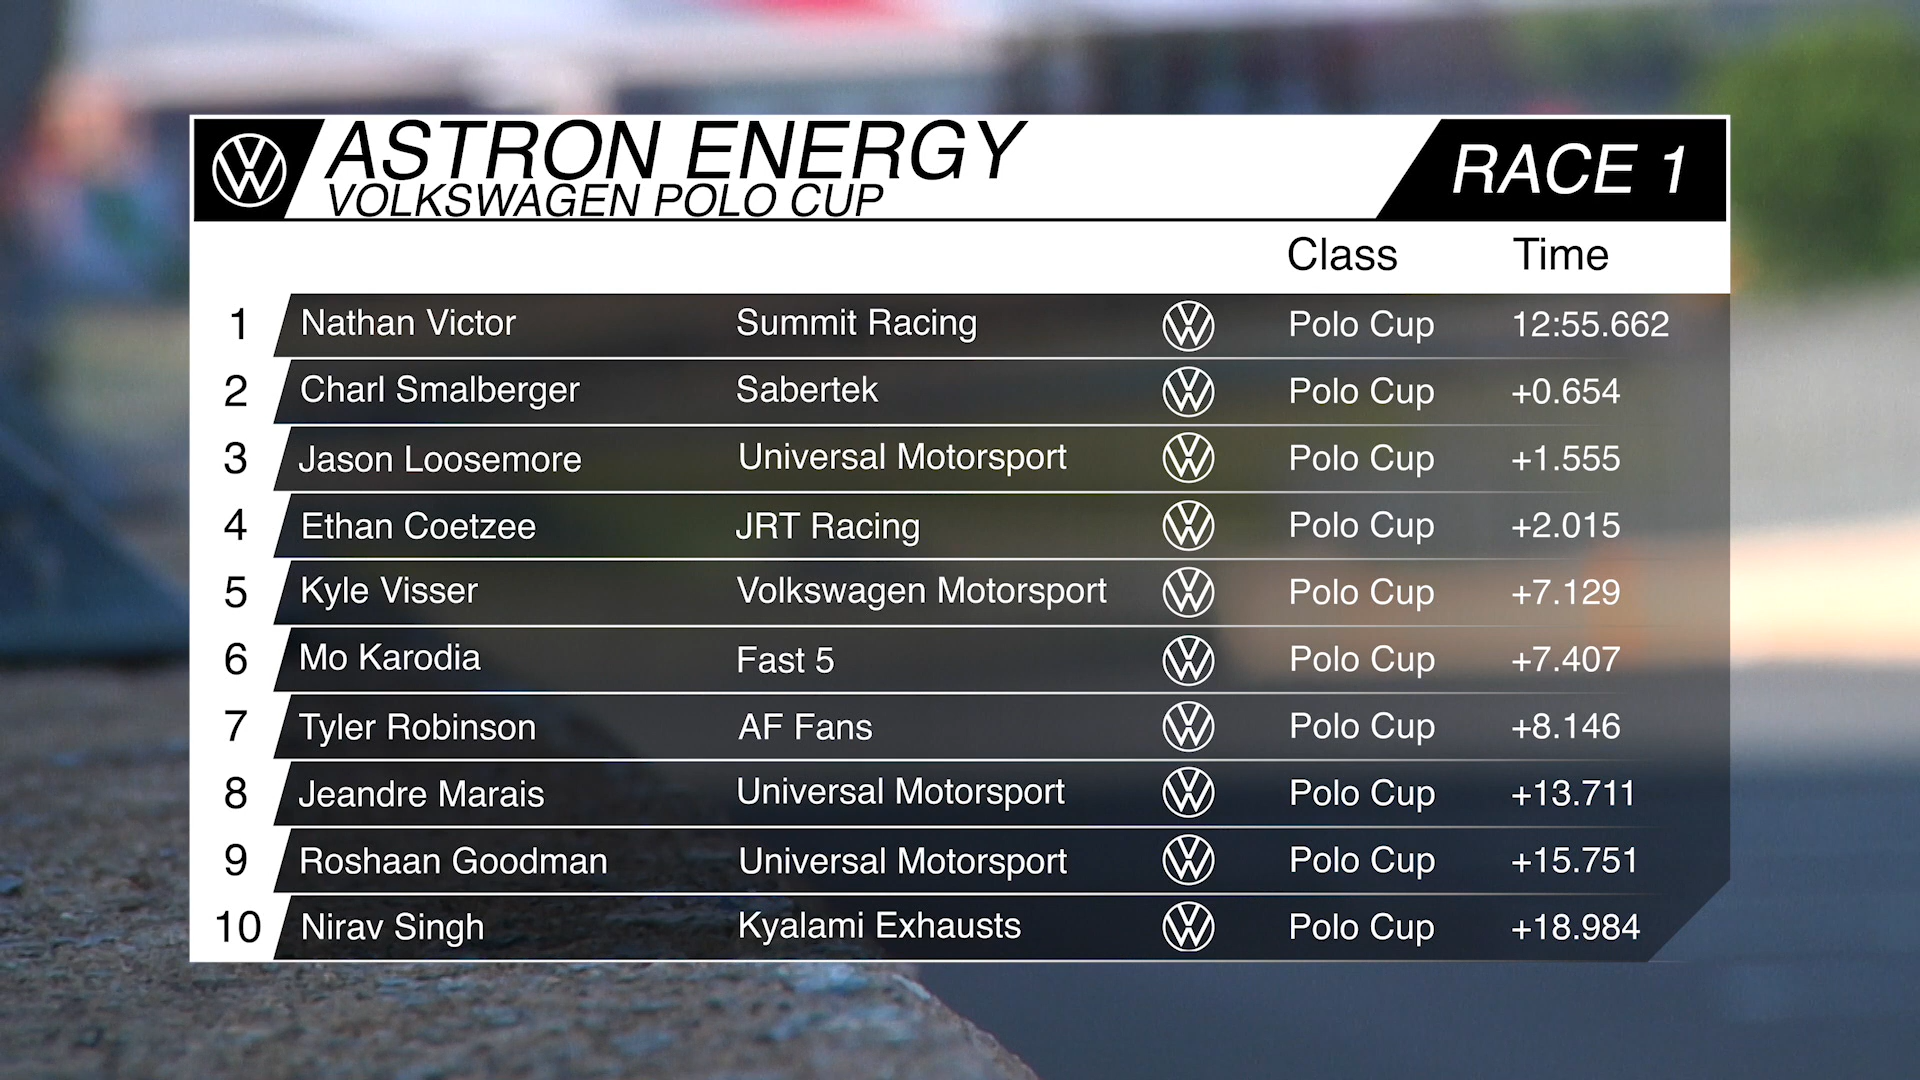 ASTRON ENERGY
VOLKSWAGEN POLO CUP
RACE 1
Class Time
1 Nathan Victor Summit Racing Polo Cup 12:55.662
2 Charl Smalberger Sabertek Polo Cup +0.654
3 Jason Loosemore Universal Motorsport Polo Cup +1.555
4 Ethan Coetzee JRT Racing Polo Cup +2.015
5 Kyle Visser Volkswagen Motorsport Polo Cup +7.129
6 Mo Karodia Fast 5 Polo Cup +7.407
7 Tyler Robinson AF Fans Polo Cup +8.146
8 Jeandre Marais Universal Motorsport Polo Cup +13.711
9 Roshaan Goodman Universal Motorsport Polo Cup +15.751
10 Nirav Singh Kyalami Exhausts Polo Cup +18.984